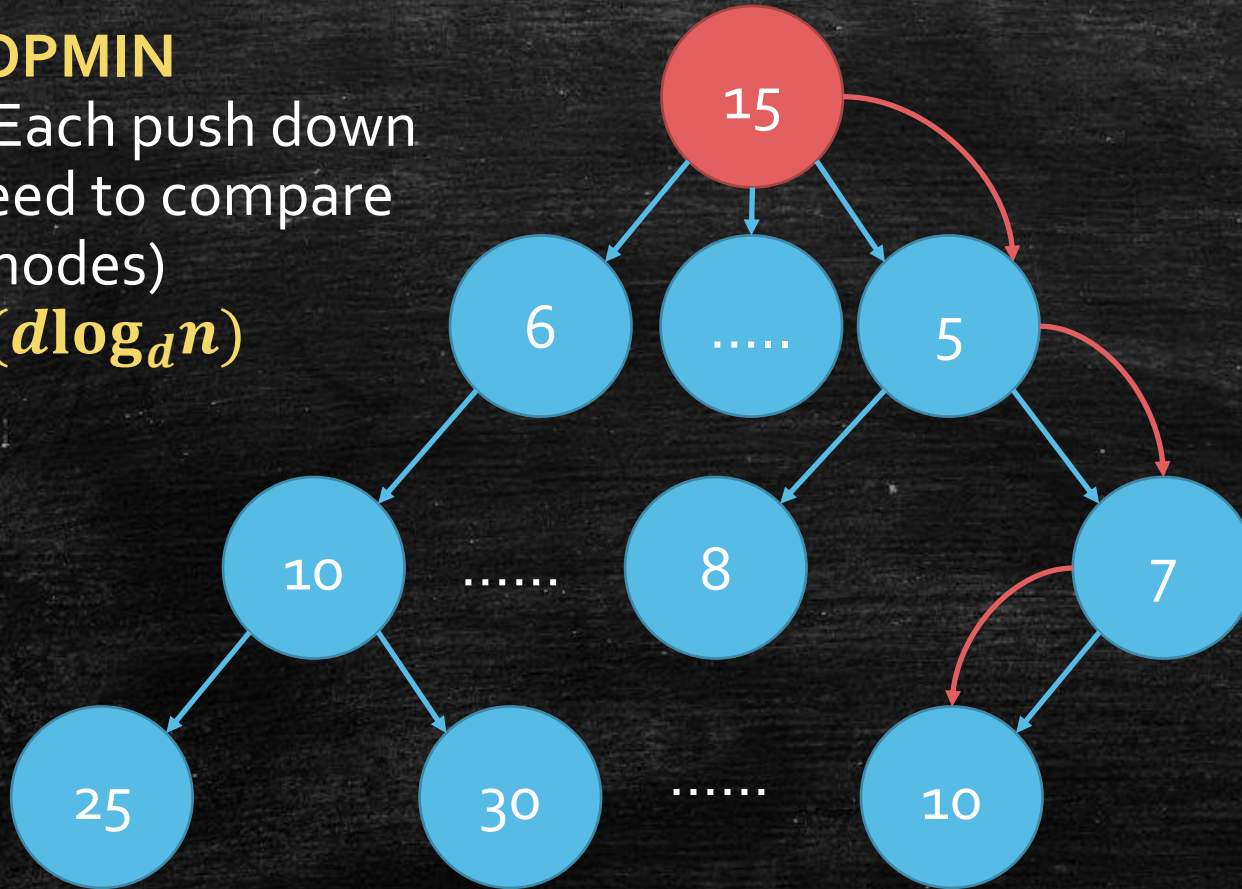 OPMIN
Each push down
eed to compare
nodes)
(dlog_d n)
15
6 ..... 5
10 ...... 8 7
25 30 ...... 10